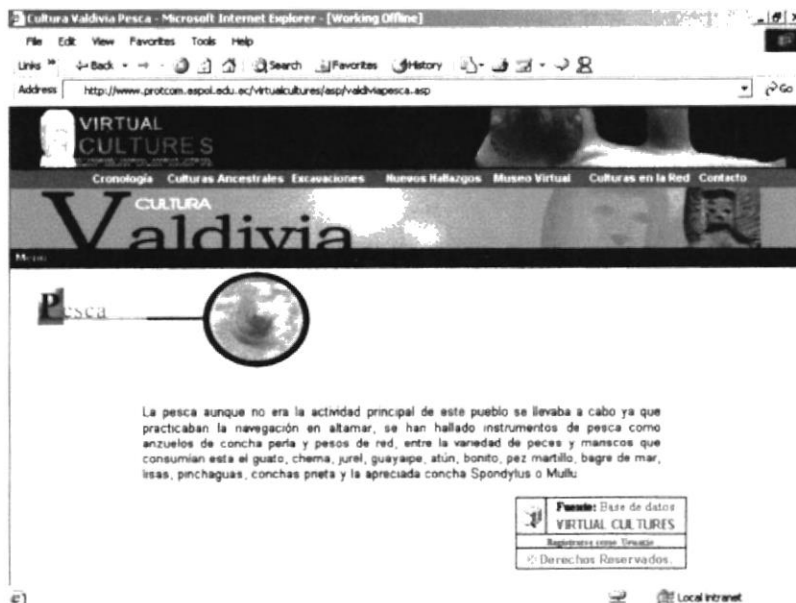 Cultura Valdivia Pesca - Microsoft Internet Explorer - [Working Offline]
File Edit View Favorites Tools Help
Links » Back Search Favorites History
Address http://www.protcom.espol.edu.ec/virtualcultures/asp/valdiviapesca.asp Go
VIRTUAL
CULTURES
Cronología Culturas Ancestrales Excavaciones Nuevos Hallazgos Museo Virtual Culturas en la Red Contacto
CULTURA
Valdivia
Menu
Pesca
La pesca aunque no era la actividad principal de este pueblo se llevaba a cabo ya que
practicaban la navegación en altamar, se han hallado instrumentos de pesca como
anzuelos de concha perla y pesos de red, entre la variedad de peces y mariscos que
consumían esta el guato, cherna, jurel, guayaipe, atún, bonito, pez martillo, bagre de mar,
lisas, pinchaguas, conchas prieta y la apreciada concha Spondylus o Mullu
Fuente: Base de datos
VIRTUAL CULTURES
Registrarse como Usuario
© Derechos Reservados.
Local intranet